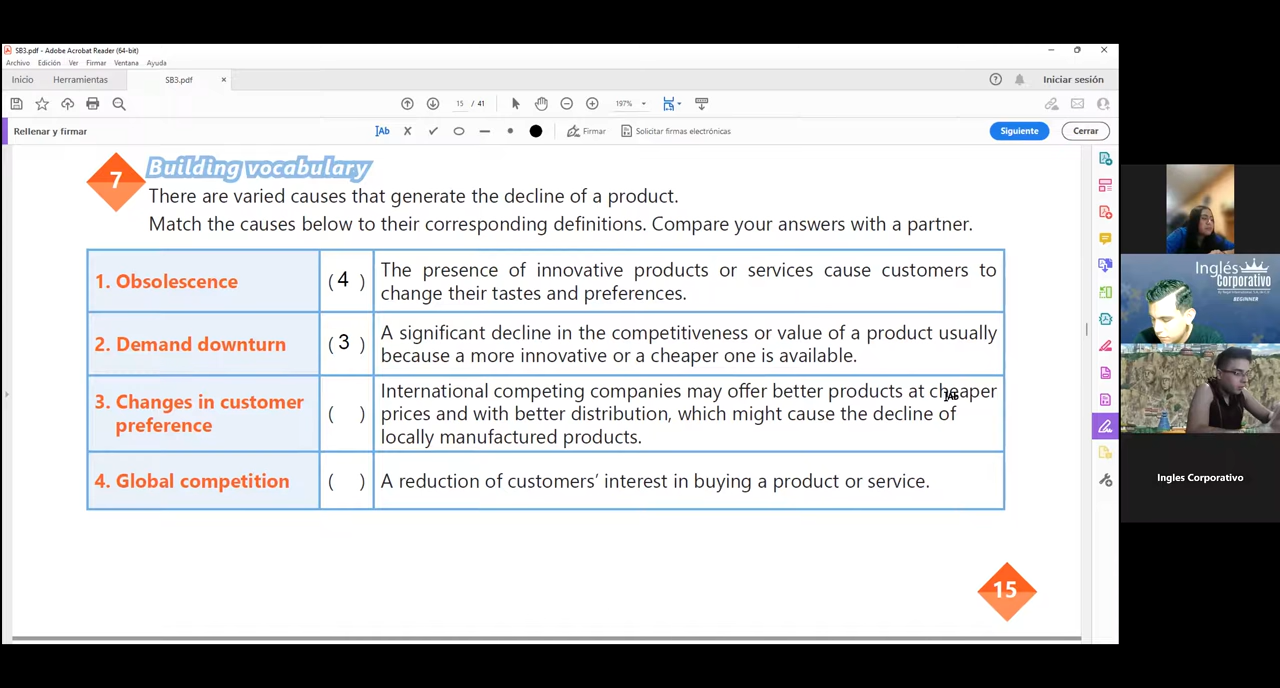 SB3.pdf - Adobe Acrobat Reader (64-bit)
Archivo Edición Ver Firmar Ventana Ayuda
Inicio Herramientas SB3.pdf × Iniciar sesión
15 / 41 197%
Rellenar y firmar Ab Firmar Solicitar firmas electrónicas Siguiente Cerrar
7 Building vocabulary
There are varied causes that generate the decline of a product.
Match the causes below to their corresponding definitions. Compare your answers with a partner.
1. Obsolescence ( 4 ) The presence of innovative products or services cause customers to
change their tastes and preferences.
2. Demand downturn ( 3 ) A significant decline in the competitiveness or value of a product usually
because a more innovative or a cheaper one is available.
3. Changes in customer
preference
( ) International competing companies may offer better products at cheaper
prices and with better distribution, which might cause the decline of
locally manufactured products.
4. Global competition ( ) A reduction of customers’ interest in buying a product or service.
15
Inglés
Corporativo
BEGINNER
Ingles Corporativo